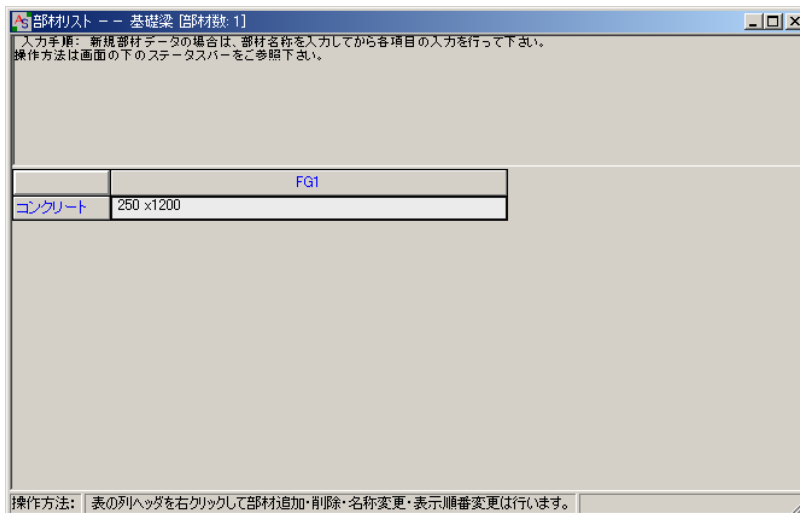 部材リスト －－ 基礎梁 [部材数: 1]
入力手順: 新規部材データの場合は、部材名称を入力してから各項目の入力を行って下さい。
操作方法は画面の下のステータスバーをご参照下さい。
FG1
コンクリート 250 x1200
操作方法: 表の列ヘッダを右クリックして部材追加・削除・名称変更・表示順番変更は行います。